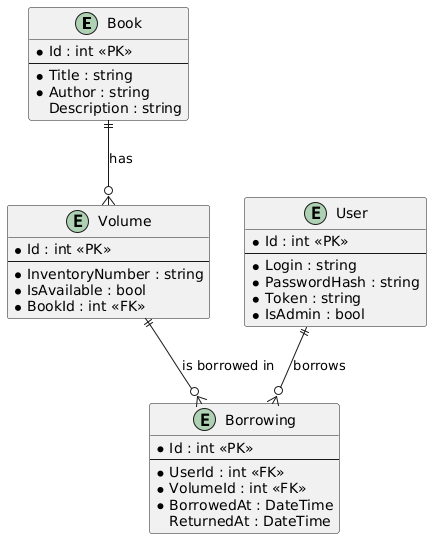 E Book
* Id : int «PK»
* Title : string
* Author : string
Description : string
has
E Volume
* Id : int «PK»
* InventoryNumber : string
* IsAvailable : bool
* BookId : int «FK»
E User
* Id : int «PK»
* Login : string
* PasswordHash : string
* Token : string
* IsAdmin : bool
is borrowed in
borrows
E Borrowing
* Id : int «PK»
* UserId : int «FK»
* VolumeId : int «FK»
* BorrowedAt : DateTime
ReturnedAt : DateTime